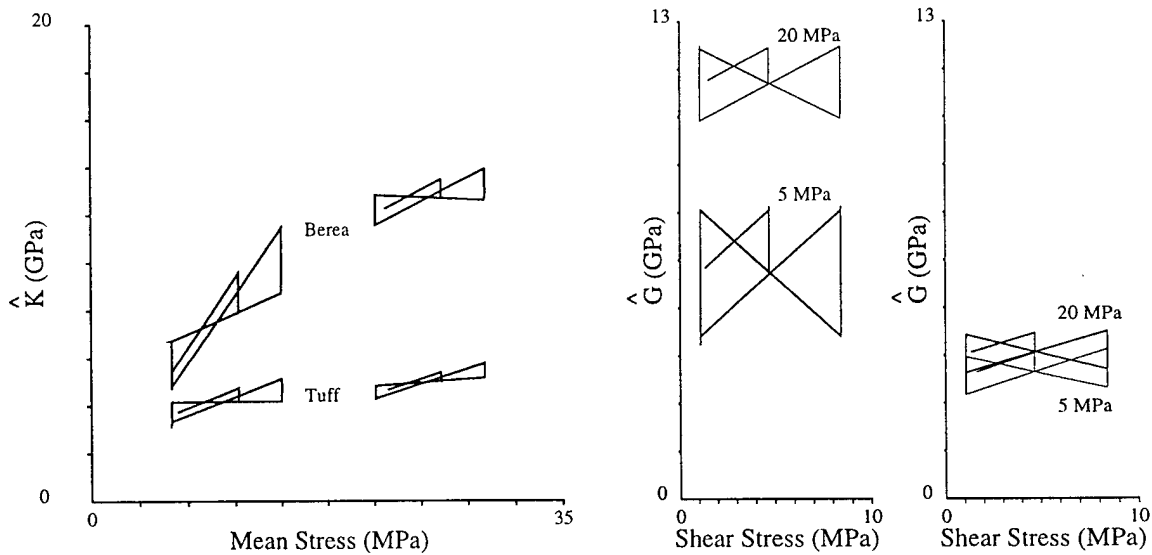 20
K̂ (GPa)
Berea
Tuff
0
0
35
Mean Stress (MPa)
13
20 MPa
Ĝ (GPa)
5 MPa
0
0
10
Shear Stress (MPa)
13
Ĝ (GPa)
20 MPa
5 MPa
0
0
10
Shear Stress (MPa)